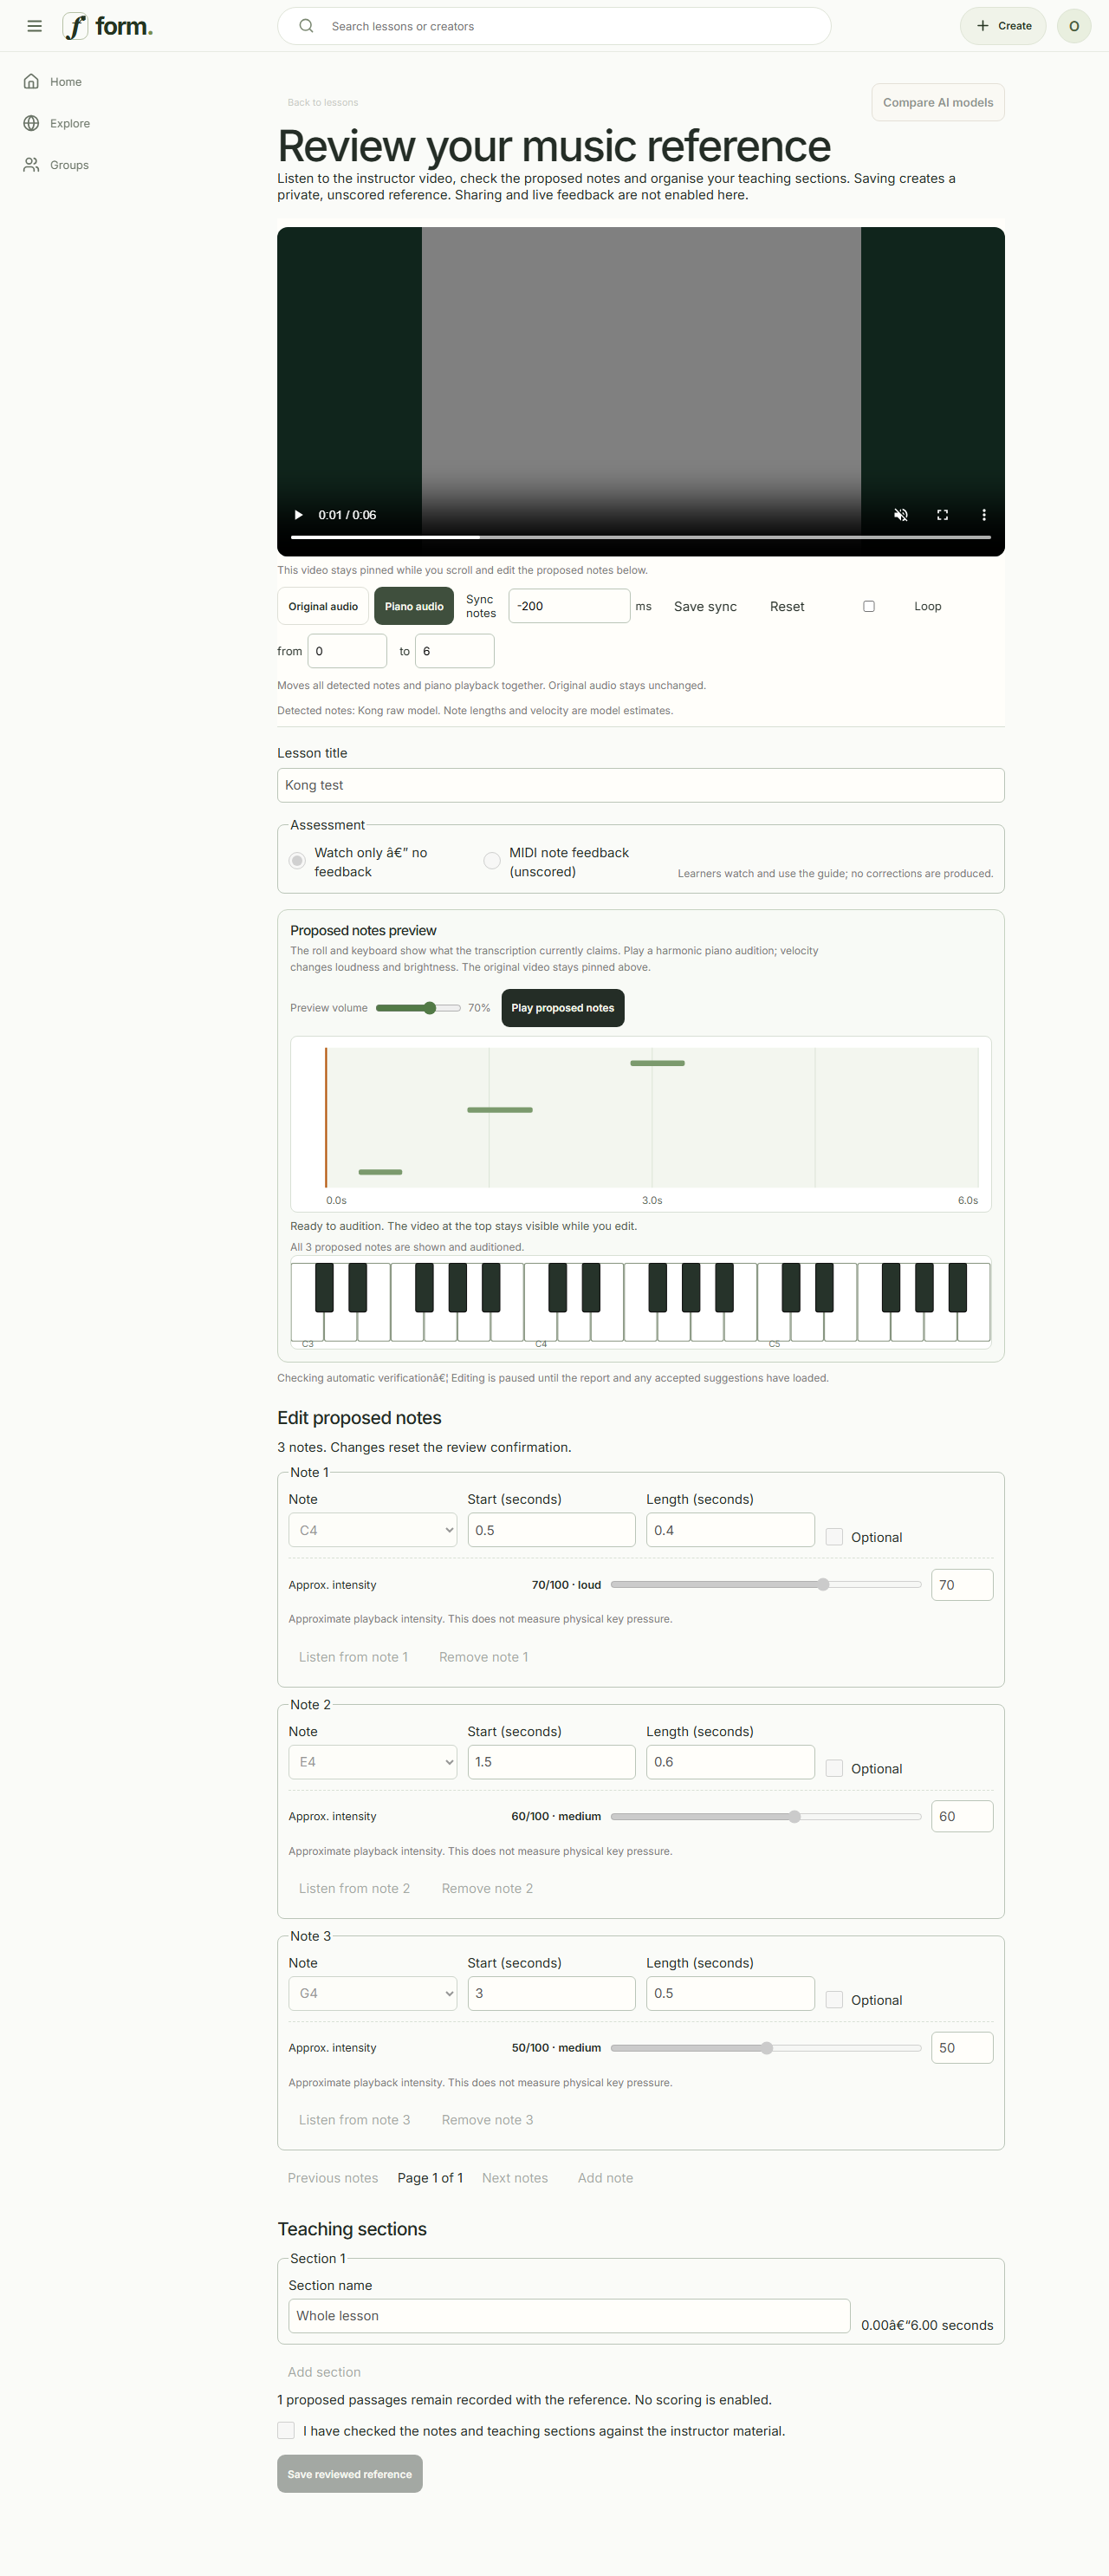 f form.
Search lessons or creators
Create
O
Home
Explore
Groups
Back to lessons
Compare AI models
Review your music reference
Listen to the instructor video, check the proposed notes and organise your teaching sections. Saving creates a
private, unscored reference. Sharing and live feedback are not enabled here.
0:01 / 0:06
This video stays pinned while you scroll and edit the proposed notes below.
Original audio
Piano audio
Sync
notes
-200
ms
Save sync
Reset
Loop
from
0
to
6
Moves all detected notes and piano playback together. Original audio stays unchanged.
Detected notes: Kong raw model. Note lengths and velocity are model estimates.
Lesson title
Kong test
Assessment
Watch only â€” no
feedback
MIDI note feedback
(unscored)
Learners watch and use the guide; no corrections are produced.
Proposed notes preview
The roll and keyboard show what the transcription currently claims. Play a harmonic piano audition; velocity
changes loudness and brightness. The original video stays pinned above.
Preview volume
70%
Play proposed notes
0.0s
3.0s
6.0s
Ready to audition. The video at the top stays visible while you edit.
All 3 proposed notes are shown and auditioned.
C3
C4
C5
Checking automatic verificationâ€¦ Editing is paused until the report and any accepted suggestions have loaded.
Edit proposed notes
3 notes. Changes reset the review confirmation.
Note 1
Note
Start (seconds)
Length (seconds)
C4
0.5
0.4
Optional
Approx. intensity
70/100 · loud
70
Approximate playback intensity. This does not measure physical key pressure.
Listen from note 1
Remove note 1
Note 2
Note
Start (seconds)
Length (seconds)
E4
1.5
0.6
Optional
Approx. intensity
60/100 · medium
60
Approximate playback intensity. This does not measure physical key pressure.
Listen from note 2
Remove note 2
Note 3
Note
Start (seconds)
Length (seconds)
G4
3
0.5
Optional
Approx. intensity
50/100 · medium
50
Approximate playback intensity. This does not measure physical key pressure.
Listen from note 3
Remove note 3
Previous notes
Page 1 of 1
Next notes
Add note
Teaching sections
Section 1
Section name
Whole lesson
0.00â€“6.00 seconds
Add section
1 proposed passages remain recorded with the reference. No scoring is enabled.
I have checked the notes and teaching sections against the instructor material.
Save reviewed reference